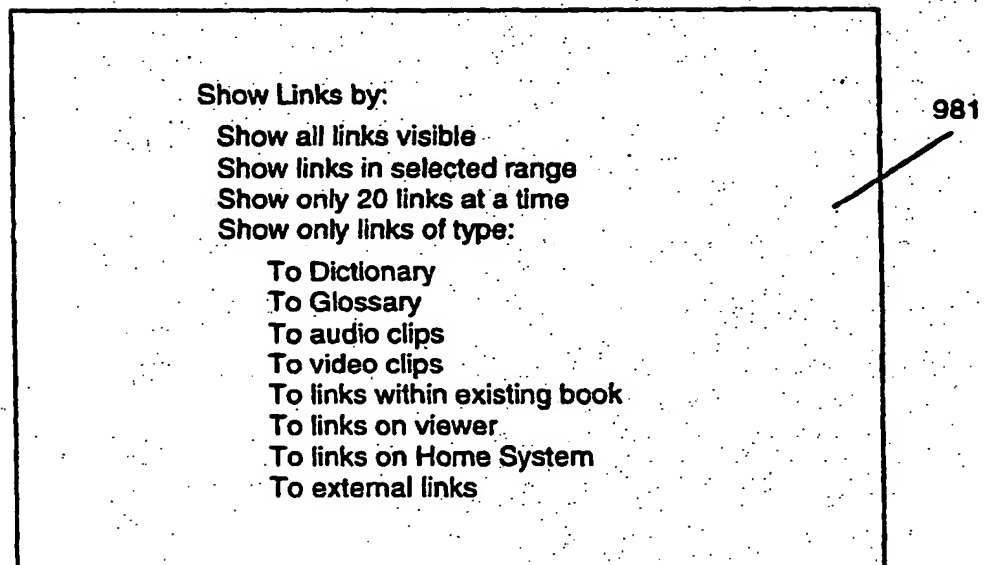 Show Links by:
981
Show all links visible
Show links in selected range
Show only 20 links at a time
Show only links of type:
To Dictionary
To Glossary
To audio clips
To video clips
To links within existing book
To links on viewer
To links on Home System
To external links